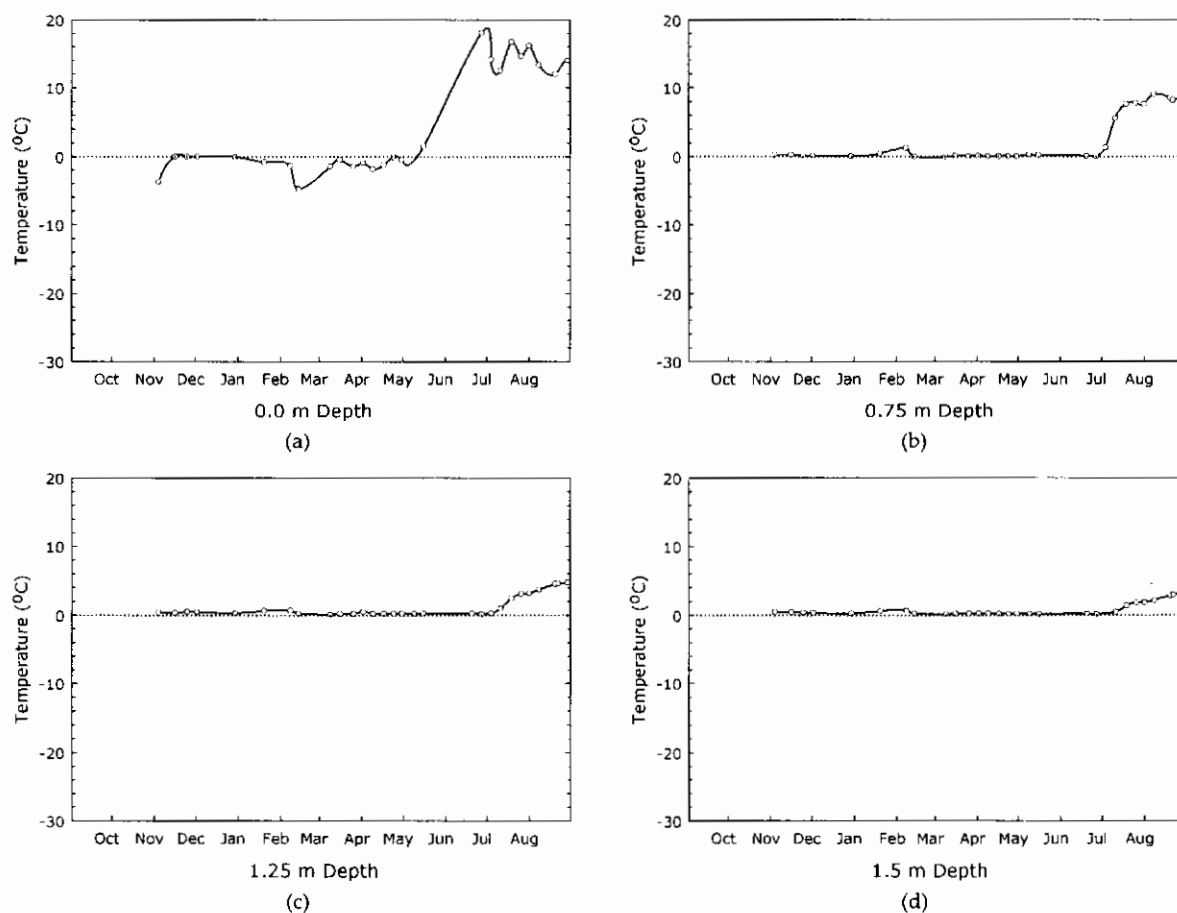 20
10
0
-10
-20
-30
Temperature (°C)
Oct Nov Dec Jan Feb Mar Apr May Jun Jul Aug
0.0 m Depth
(a)
20
10
0
-10
-20
-30
Temperature (°C)
Oct Nov Dec Jan Feb Mar Apr May Jun Jul Aug
0.75 m Depth
(b)
20
10
0
-10
-20
-30
Temperature (°C)
Oct Nov Dec Jan Feb Mar Apr May Jun Jul Aug
1.25 m Depth
(c)
20
10
0
-10
-20
-30
Temperature (°C)
Oct Nov Dec Jan Feb Mar Apr May Jun Jul Aug
1.5 m Depth
(d)